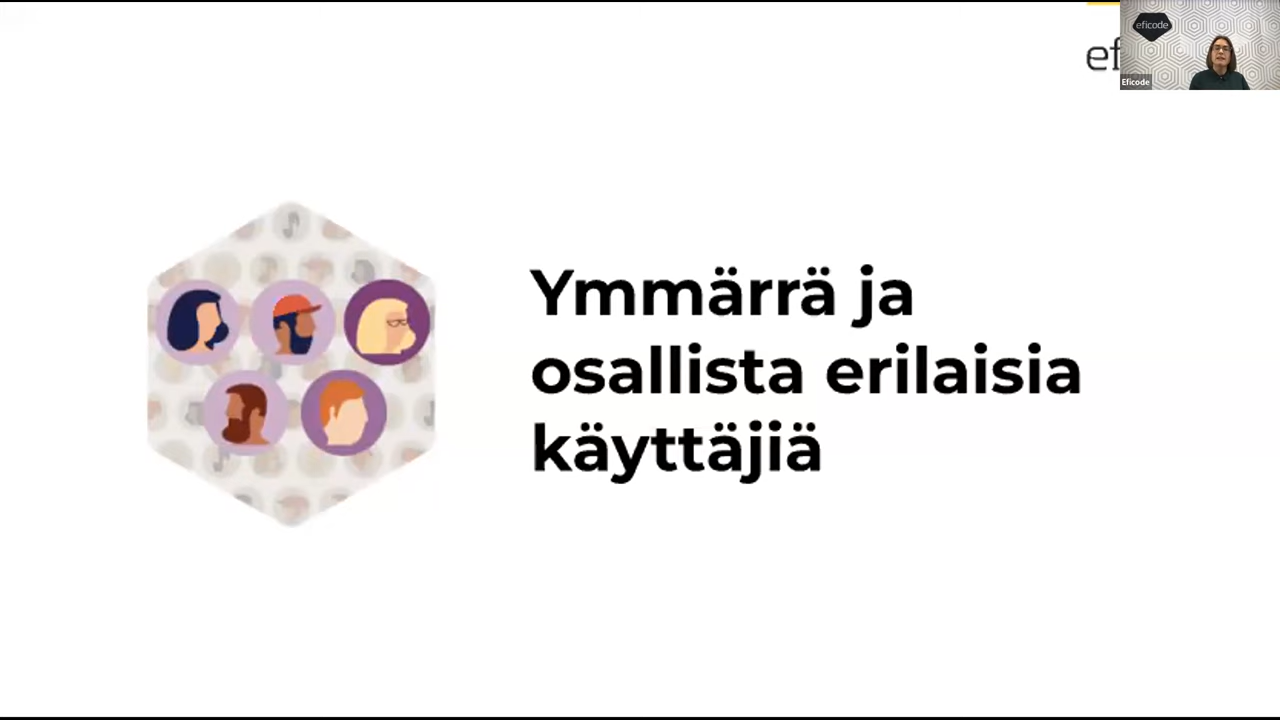 eficode
Eficode
Ymmärrä ja
osallista erilaisia
käyttäjiä